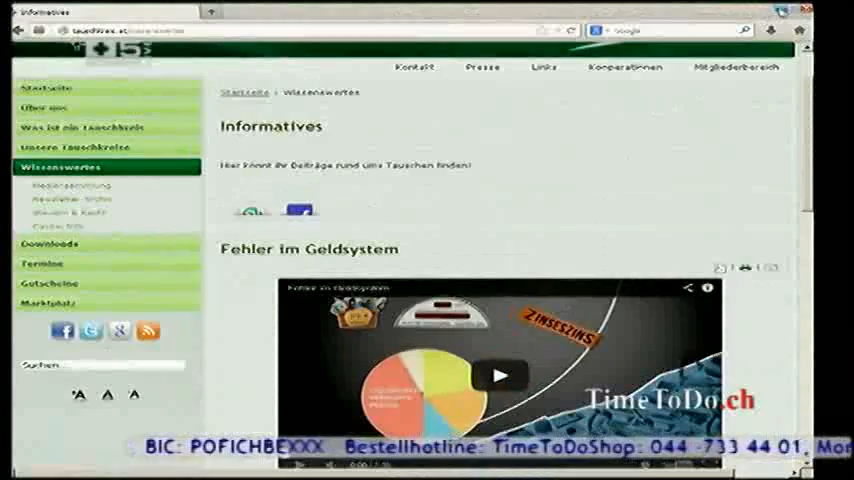 Informatives
Google
Kontakt Presse Links Kooperationen Mitgliederbereich
Startseite
Startseite Wissenswertes
Über uns
Was ist ein Tauschkreis
Informatives
Unsere Tauschkreise
Wissenswertes
Hier könnt ihr Beiträge rund ums Tauschen finden!
Downloads
Fehler im Geldsystem
Termine
Gutscheine
Fehler im Geldsystem
Marktplatz
ZINSESZINS
Suchen...
A A A
TimeToDo.ch
BIC: POFICHBEXXX Bestellhotline: TimeToDoShop: 044 -733 44 01, Mo